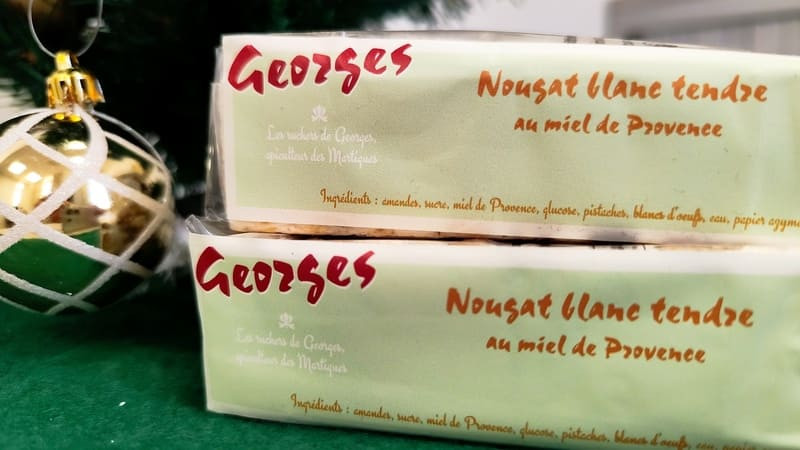 Georges
Nougat blanc tendre
au miel de Provence
Les ruchers de Georges,
apiculteur des Martigues
Ingrédients : amandes, sucre, miel de Provence, glucose, pistaches, blancs d'oeufs, eau, papier azyme
Georges
Nougat blanc tendre
au miel de Provence
Les ruchers de Georges,
apiculteur des Martigues
Ingrédients : amandes, sucre, miel de Provence, glucose, pistaches, blancs d'oeufs, eau, papier